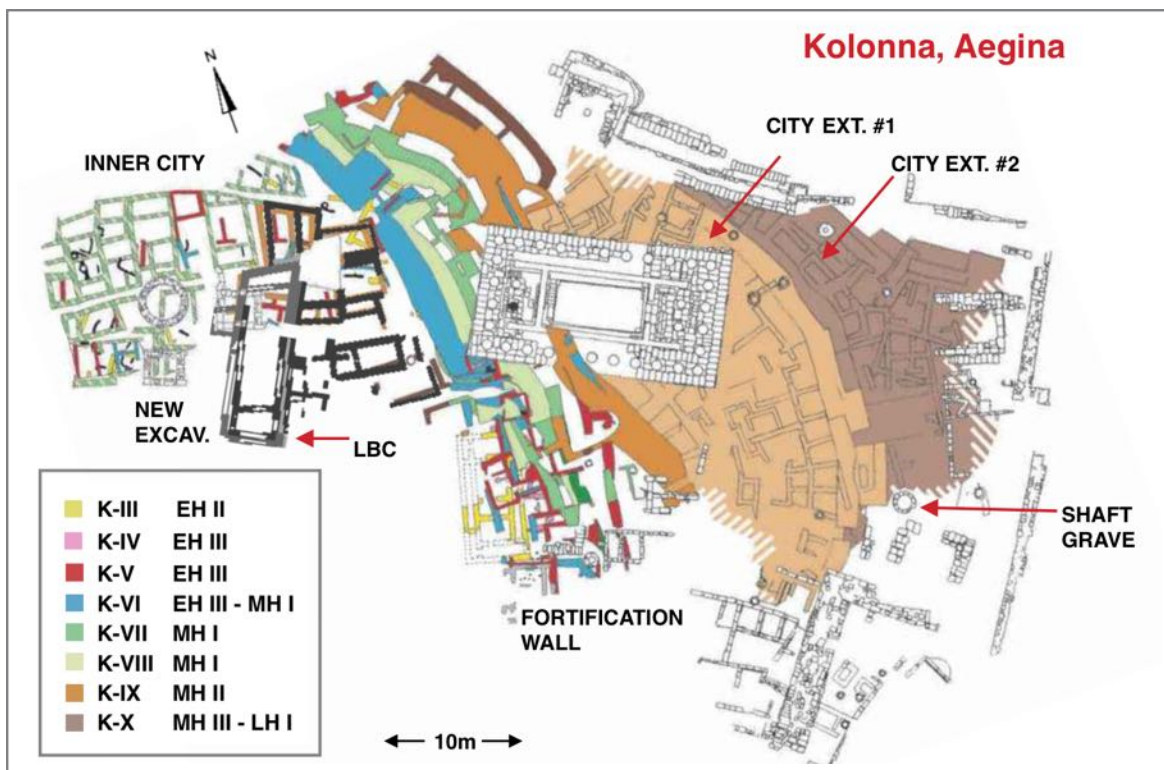 Kolonna, Aegina
N
CITY EXT. #1
CITY EXT. #2
INNER CITY
NEW
EXCAV.
LBC
SHAFT
GRAVE
FORTIFICATION
WALL
K-III EH II
K-IV EH III
K-V EH III
K-VI EH III - MH I
K-VII MH I
K-VIII MH I
K-IX MH II
K-X MH III - LH I
10m